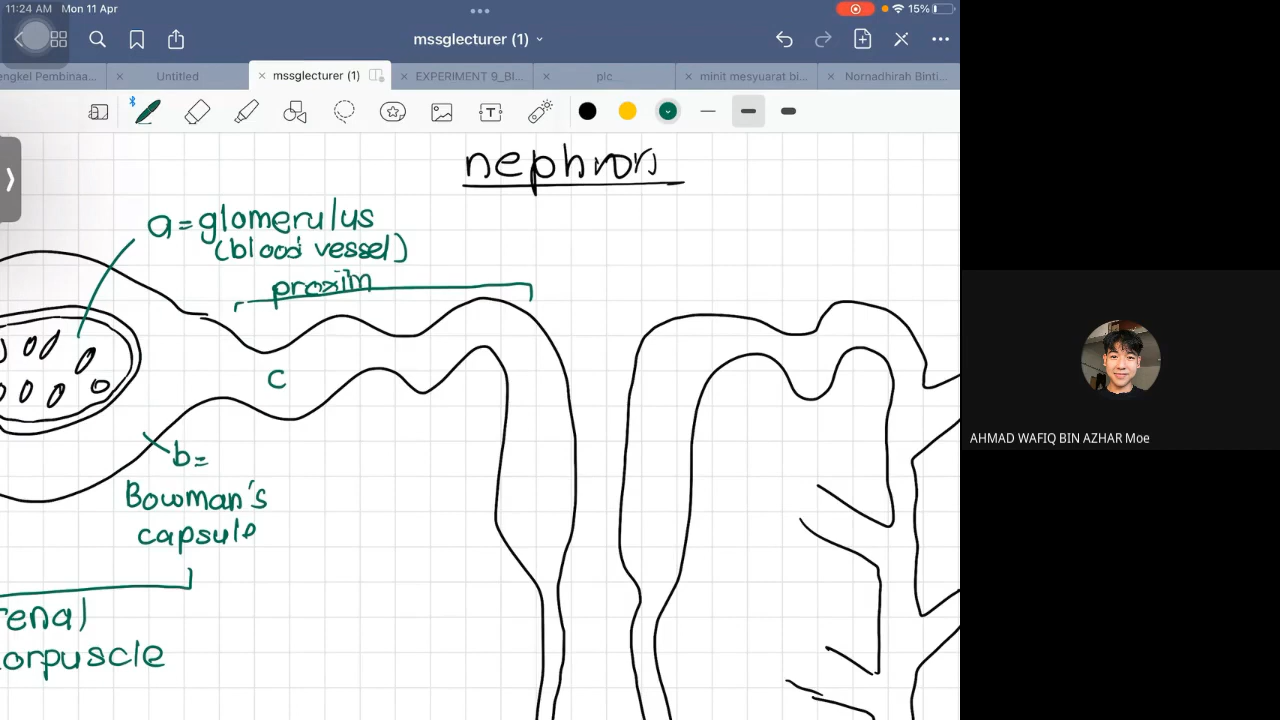 11:24 AM Mon 11 Apr
15%
mssglecturer (1)
engkel Pembinaa...
Untitled
mssglecturer (1)
EXPERIMENT 9_BI...
plc
minit mesyuarat bi...
Nornadhirah Binti...
nephron
a = glomerulus
(blood vessel)
proxim
c
b =
Bowman's
capsule
renal
orpuscle
AHMAD WAFIQ BIN AZHAR Moe